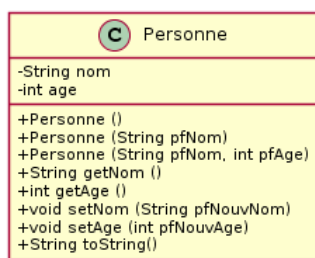 C Personne
-String nom
-int age
+Personne ()
+Personne (String pfNom)
+Personne (String pfNom, int pfAge)
+String getNom ()
+int getAge ()
+void setNom (String pfNouvNom)
+void setAge (int pfNouvAge)
+String toString()